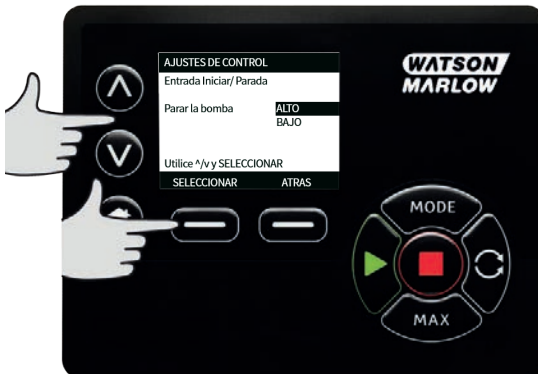 AJUSTES DE CONTROL
Entrada Iniciar/ Parada
Parar la bomba ALTO
BAJO
Utilice ^/v y SELECCIONAR
SELECCIONAR ATRAS
WATSON
MARLOW
MODE
MAX